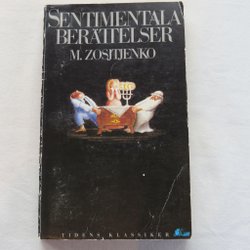 SENTIMENTALA
BERÄTTELSER
M. ZOSJTJENKO
TIDENS KLASSIKER